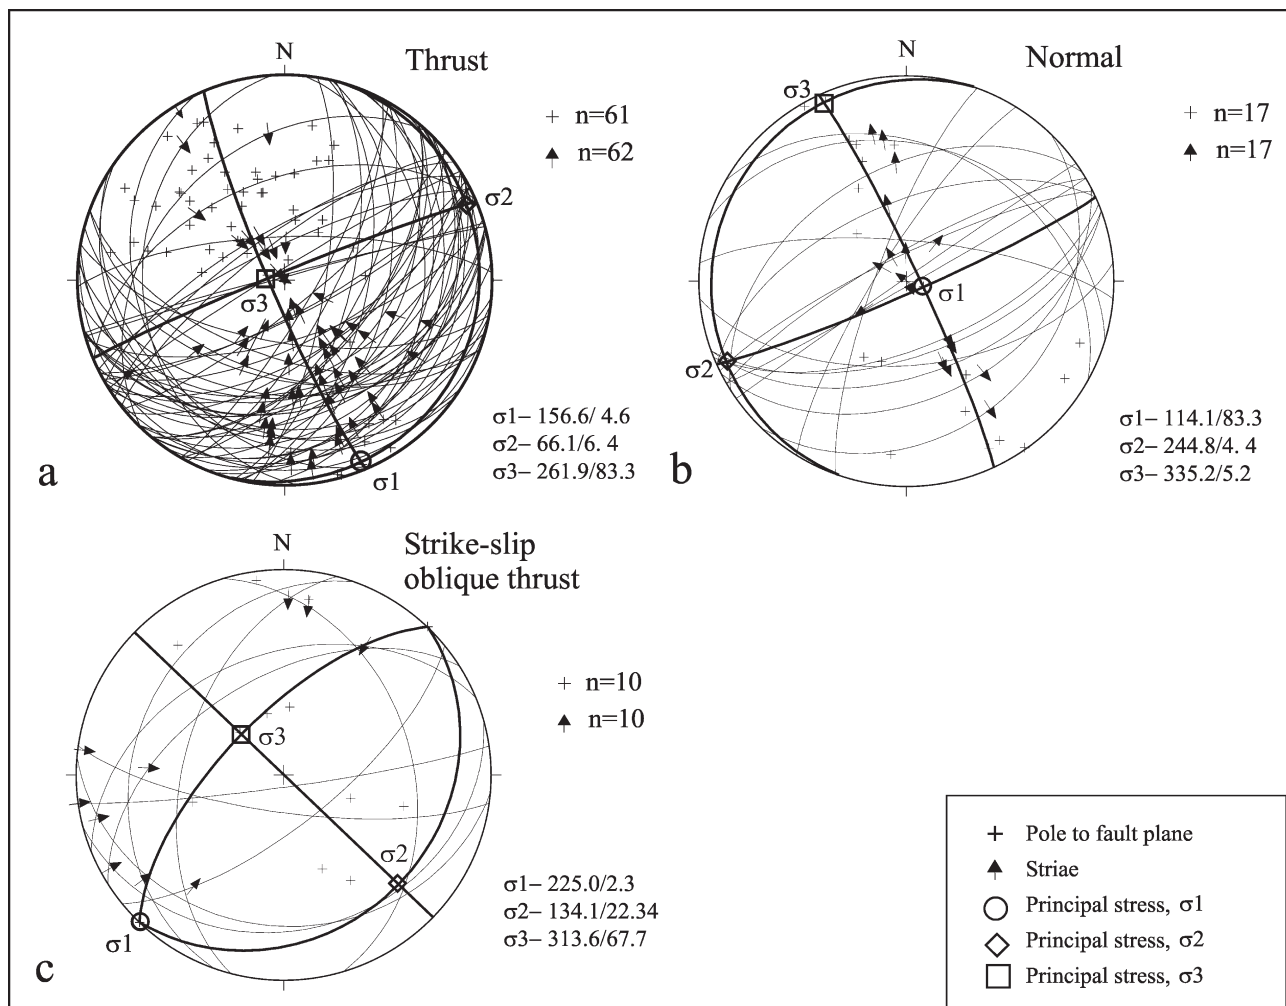 N
Thrust
n=61
n=62
σ2
σ3
σ1
σ1– 156.6/ 4.6
σ2– 66.1/6. 4
σ3– 261.9/83.3
a
N
Normal
σ3
n=17
n=17
σ1
σ2
σ1– 114.1/83.3
σ2– 244.8/4. 4
σ3– 335.2/5.2
b
N
Strike-slip
oblique thrust
n=10
n=10
σ3
σ2
σ1
σ1– 225.0/2.3
σ2– 134.1/22.34
σ3– 313.6/67.7
c
Pole to fault plane
Striae
Principal stress, σ1
Principal stress, σ2
Principal stress, σ3